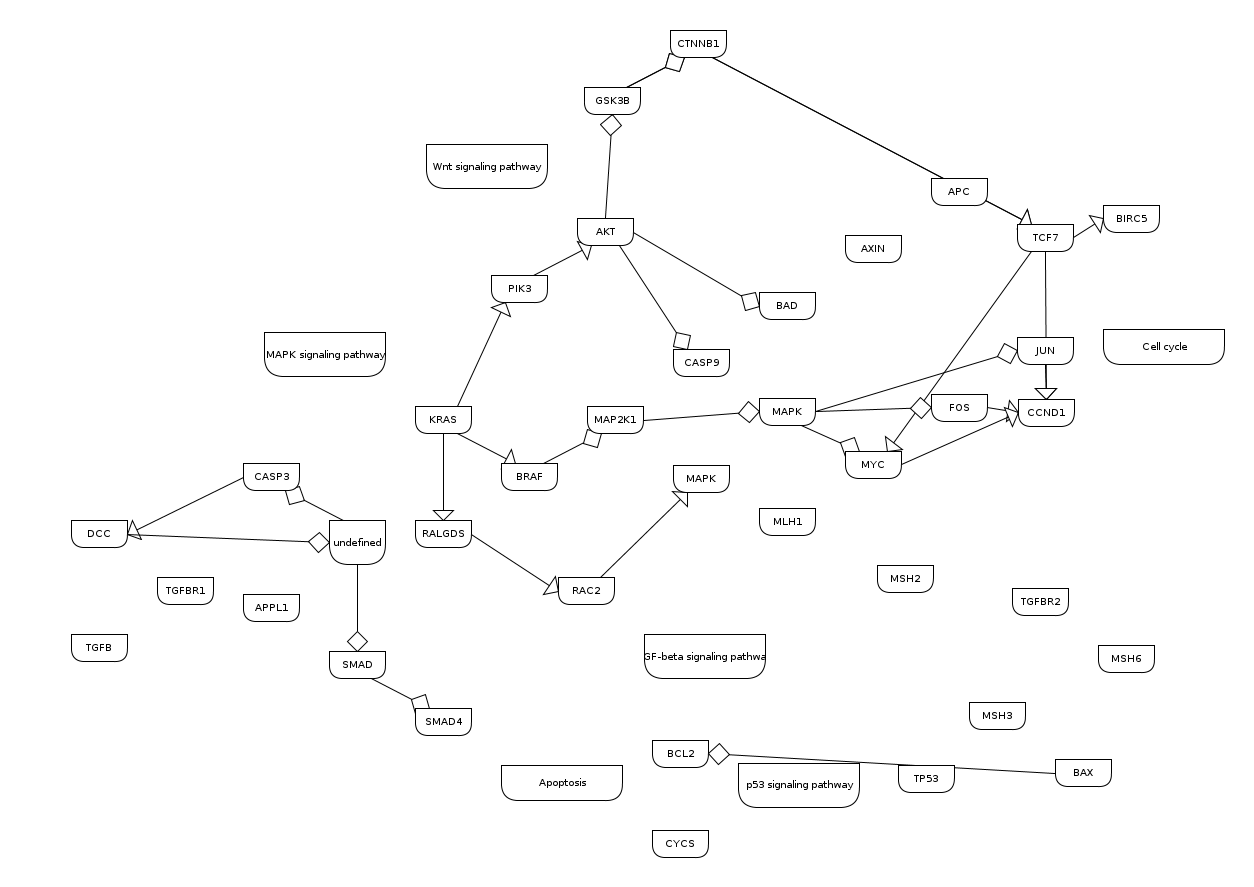 CTNNB1
GSK3B
Wnt signaling pathway
APC
BIRC5
AKT
TCF7
AXIN
PIK3
BAD
MAPK signaling pathway
JUN
Cell cycle
CASP9
KRAS
MAP2K1
MAPK
FOS
CCND1
MYC
CASP3
BRAF
MAPK
DCC
undefined
RALGDS
MLH1
TGFBR1
APPL1
RAC2
MSH2
TGFBR2
TGFB
SMAD
GF-beta signaling pathwa
MSH6
SMAD4
MSH3
BCL2
Apoptosis
p53 signaling pathway
TP53
BAX
CYCS